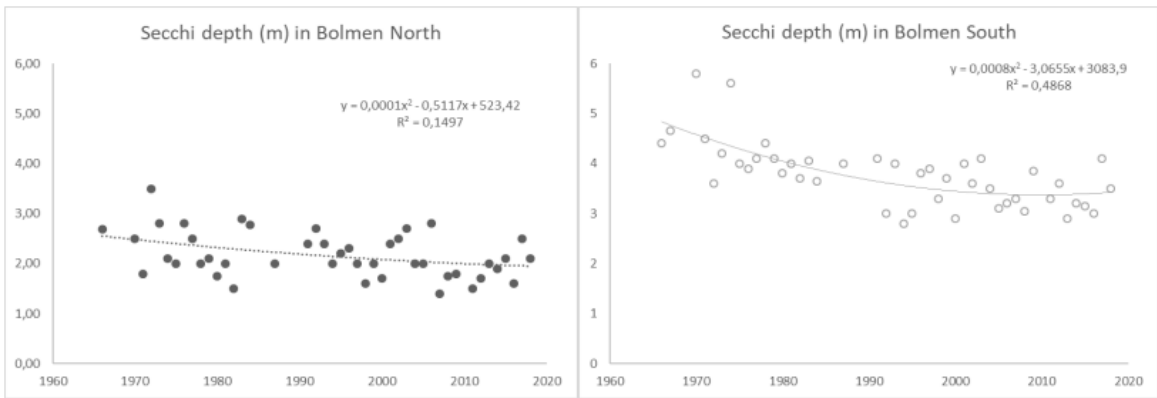 Secchi depth (m) in Bolmen North
6,00
y = 0,0001x² - 0,5117x + 523,42
R² = 0,1497
5,00
4,00
3,00
2,00
1,00
0,00
1960 1970 1980 1990 2000 2010 2020
Secchi depth (m) in Bolmen South
6
y = 0,0008x² - 3,0655x + 3083,9
R² = 0,4868
5
4
3
2
1
0
1960 1970 1980 1990 2000 2010 2020